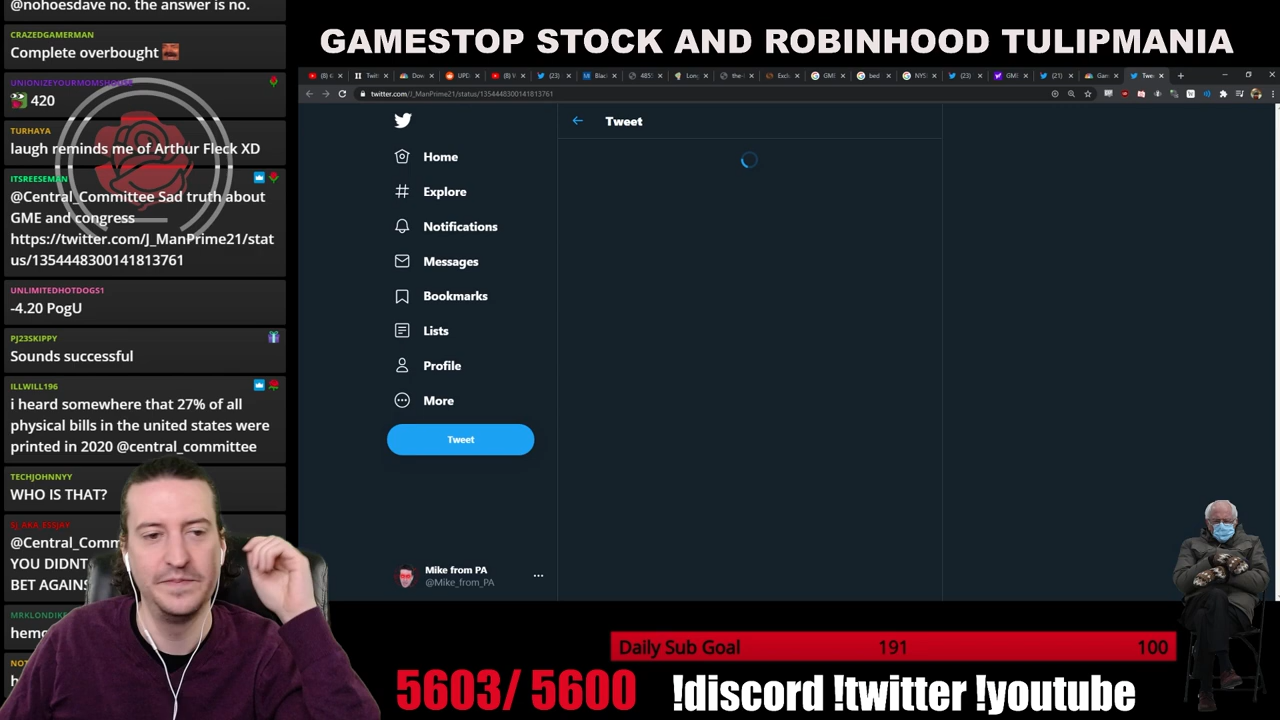 @nohoesdave no. the answer is no.
GAMESTOP STOCK AND ROBINHOOD TULIPMANIA
CRAZEDGAMERMAN
Complete overbought
UNIONIZEYOURMOMSHOUSE
420
TURHAYA
laugh reminds me of Arthur Fleck XD
ITSREESEMAN
@Central_Committee Sad truth about
GME and congress
https://twitter.com/J_ManPrime21/stat
us/1354448300141813761
UNLIMITEDHOTDOGS1
-4.20 PogU
PJ23SKIPPY
Sounds successful
ILLWILL196
i heard somewhere that 27% of all
physical bills in the united states were
printed in 2020 @central_committee
TECHJOHNNYY
WHO IS THAT?
SJ_AKA_ESSJAY
@Central_Comm
YOU DIDNT
BET AGAINS
MRKLONDIKE
twitter.com/J_ManPrime21/status/1354448300141813761
Tweet
Home
Explore
Notifications
Messages
Bookmarks
Lists
Profile
More
Tweet
Mike from PA
@Mike_from_PA
Daily Sub Goal 191 100
5603/ 5600 !discord !twitter !youtube